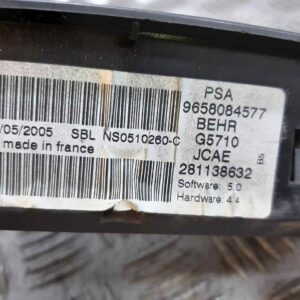 PSA
9658084577
BEHR
G5710
JCAE
281138632
Software: 5.0
Hardware: 4.4
B5
/05/2005 SBL NS0510260-C
made in france